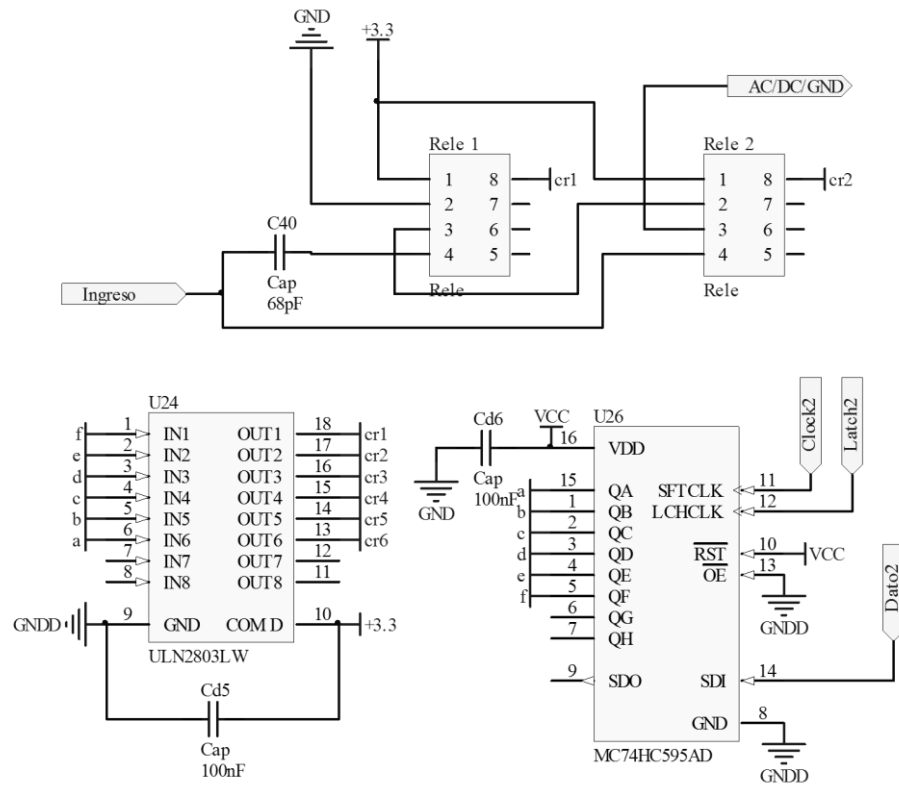 GND
+3.3
AC/DC/GND
Rele 1
Rele 2
1 8 cr1
2 7
3 6
4 5
1 8 cr2
2 7
3 6
4 5
C40
Cap
68pF
Ingreso
Rele
Rele
U24
f 1 IN1 OUT1 18 cr1
e 2 IN2 OUT2 17 cr2
d 3 IN3 OUT3 16 cr3
c 4 IN4 OUT4 15 cr4
b 5 IN5 OUT5 14 cr5
a 6 IN6 OUT6 13 cr6
7 IN7 OUT7 12
8 IN8 OUT8 11
GNDD 9 GND COM D 10 +3.3
ULN2803LW
Cd5
Cap
100nF
Cd6
Cap
100nF
GND
VCC
U26
16 VDD
Clock2
Latch2
Dato2
a 15 QA SFTCLK 11
b 1 QB LCHCLK 12
c 2 QC
d 3 QD RST 10 VCC
e 4 QE OE 13
f 5 QF
6 QG
GNDD
7 QH
9 SDO SDI 14
GND 8
MC74HC595AD
GNDD